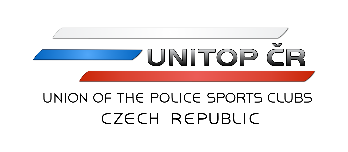 UNITOP ČR
UNION OF THE POLICE SPORTS CLUBS
CZECH REPUBLIC